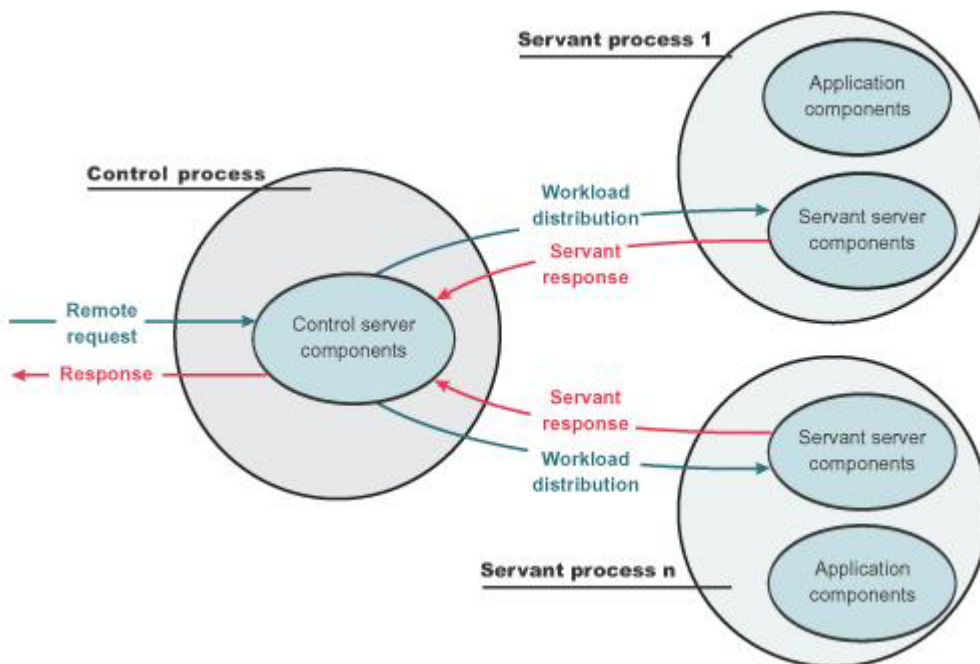 Servant process 1
Application
components
Control process
Workload
distribution
Servant server
components
Servant
response
Remote
request
Control server
components
Response
Servant
response
Servant server
components
Workload
distribution
Servant process n
Application
components